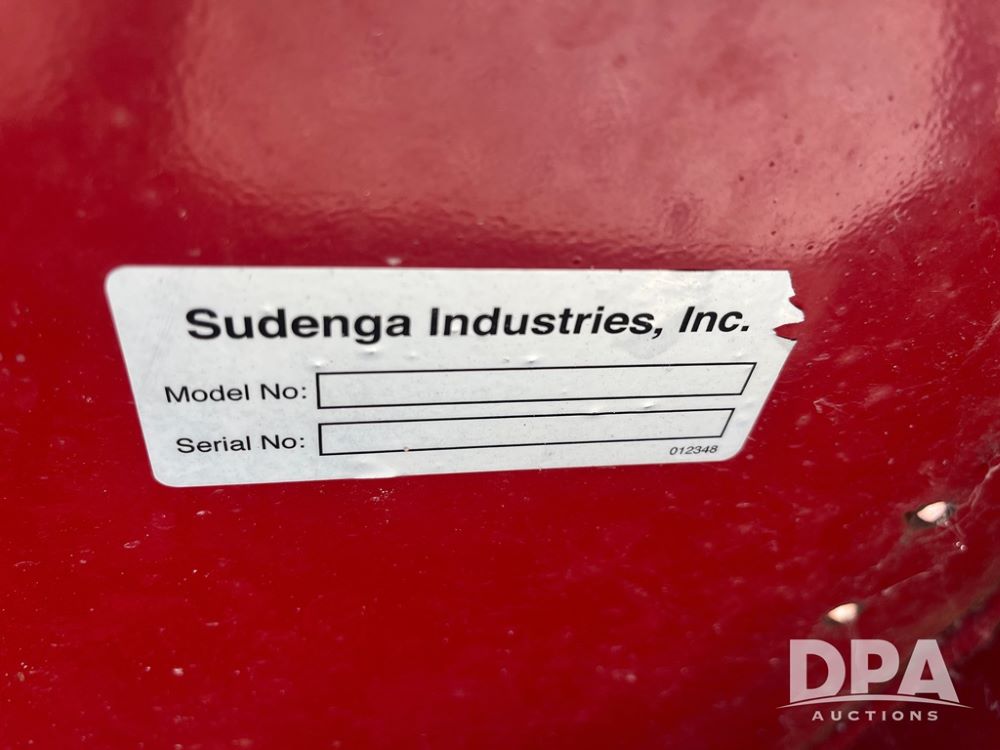 Sudenga Industries, Inc.
Model No:
Serial No:
012348
DPA
AUCTIONS